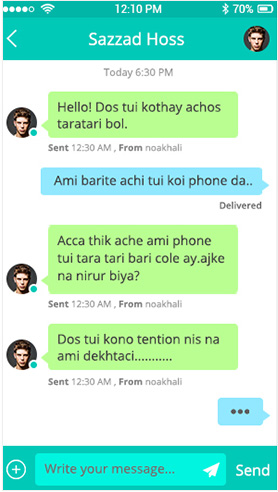 12:10 PM
70%
Sazzad Hoss
Today 6:30 PM
Hello! Dos tui kothay achos
taratari bol.
Sent 12:30 AM , From noakhali
Ami barite achi tui koi phone da..
Delivered
Acca thik ache ami phone
tui tara tari bari cole ay.ajke
na nirur biya?
Sent 12:30 AM , From noakhali
Dos tui kono tention nis na
ami dekhtaci...........
Sent 12:30 AM , From noakhali
Write your message...
Send